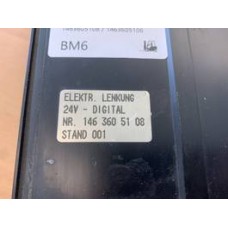 BM6
ELEKTR. LENKUNG
24V - DIGITAL
NR. 146 360 51 08
STAND 001